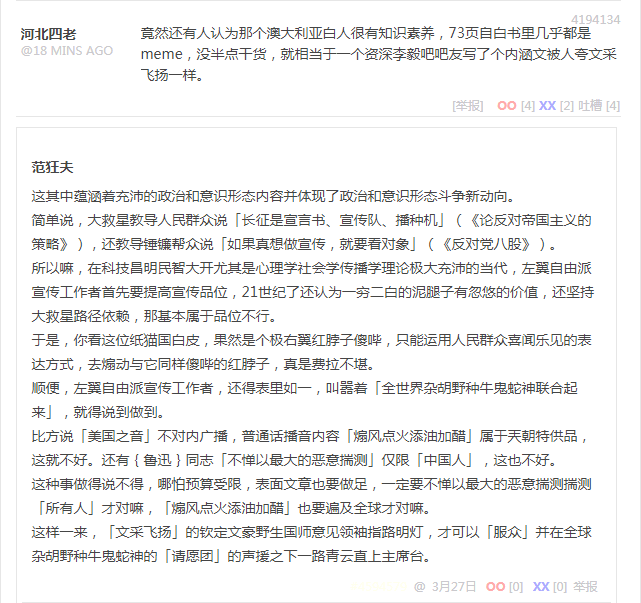 4194134
河北四老
@18 MINS AGO
竟然还有人认为那个澳大利亚白人很有知识素养，73页自白书里几乎都是
meme，没半点干货，就相当于一个资深李毅吧吧友写了个内涵文被人夸文采
飞扬一样。
[举报] OO [4] XX [2] 吐槽 [4]
范狂夫
这其中蕴涵着充沛的政治和意识形态内容并体现了政治和意识形态斗争新动向。
简单说，大救星教导人民群众说「长征是宣言书、宣传队、播种机」（《论反对帝国主义的
策略》），还教导锤镰帮众说「如果真想做宣传，就要看对象」（《反对党八股》）。
所以嘛，在科技昌明民智大开尤其是心理学社会学传播学理论极大充沛的当代，左翼自由派
宣传工作者首先要提高宣传品位，21世纪了还认为一穷二白的泥腿子有忽悠的价值，还坚持
大救星路径依赖，那基本属于品位不行。
于是，你看这位纸猫国白皮，果然是个极右翼红脖子傻哔，只能运用人民群众喜闻乐见的表
达方式，去煽动与它同样傻哔的红脖子，真是费拉不堪。
顺便，左翼自由派宣传工作者，还得表里如一，叫嚣着「全世界杂胡野种牛鬼蛇神联合起
来」，就得说到做到。
比方说「美国之音」不对内广播，普通话播音内容「煽风点火添油加醋」属于天朝特供品，
这就不好。还有｛鲁迅｝同志「不惮以最大的恶意揣测」仅限「中国人」，这也不好。
这种事做得说不得，哪怕预算受限，表面文章也要做足，一定要不惮以最大的恶意揣测揣测
「所有人」才对嘛，「煽风点火添油加醋」也要遍及全球才对嘛。
这样一来，「文采飞扬」的钦定文豪野生国师意见领袖指路明灯，才可以「服众」并在全球
杂胡野种牛鬼蛇神的「请愿团」的声援之下一路青云直上主席台。
@ 3月27日 OO [0] XX [0] 举报